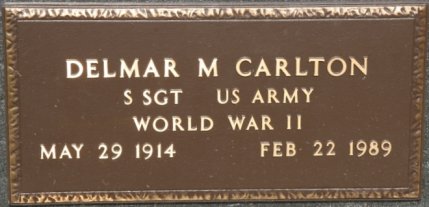 DELMAR M CARLTON
S SGT US ARMY
WORLD WAR II
MAY 29 1914 FEB 22 1989